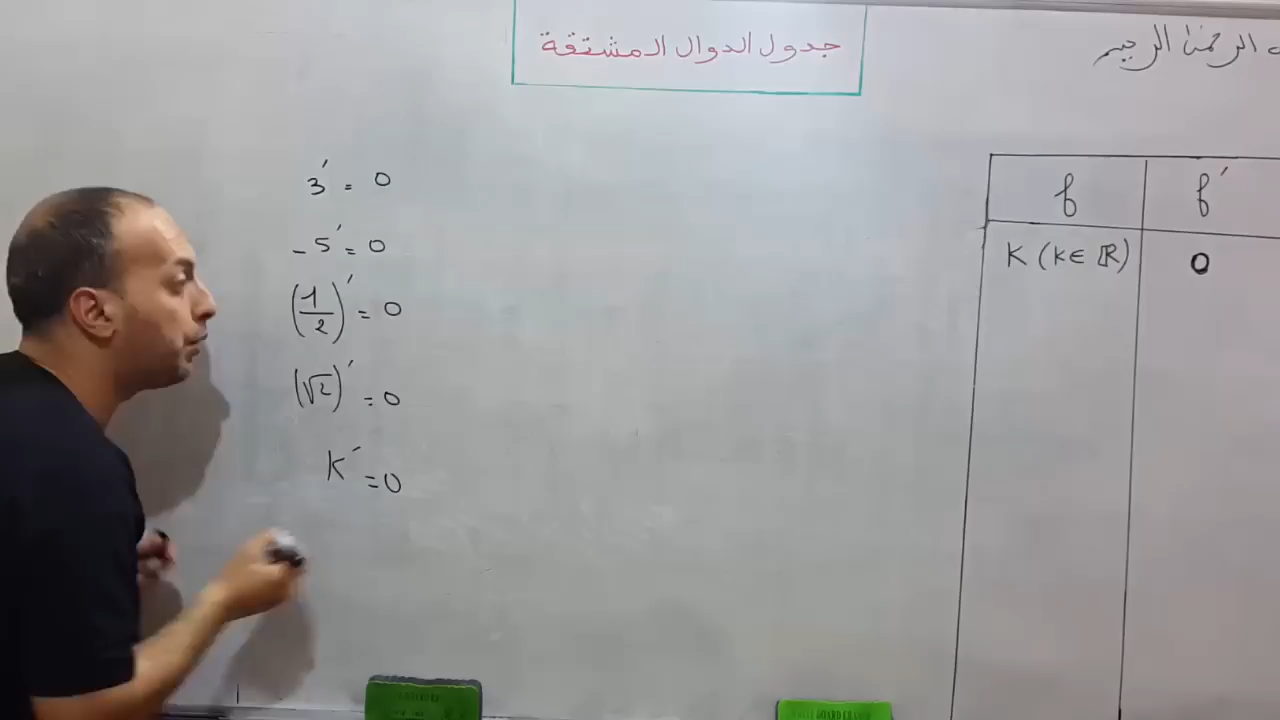 جدول الدوال المشتقة
الرحمن الرحيم
3' = 0
-5' = 0
(1/2)' = 0
(√2)' = 0
K' = 0
f f'
K (K∈ℝ) 0